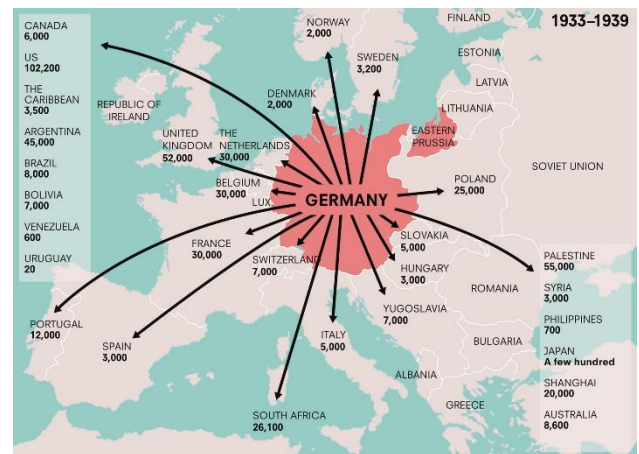 1933–1939
CANADA
6,000
US
102,200
THE
CARIBBEAN
3,500
ARGENTINA
45,000
BRAZIL
8,000
BOLIVIA
7,000
VENEZUELA
600
URUGUAY
20
NORWAY
2,000
FINLAND
SWEDEN
3,200
ESTONIA
LATVIA
LITHUANIA
DENMARK
2,000
REPUBLIC OF
IRELAND
EASTERN
PRUSSIA
UNITED
KINGDOM
52,000
THE
NETHERLANDS
30,000
SOVIET UNION
BELGIUM
30,000
LUX
GERMANY
POLAND
25,000
FRANCE
30,000
SWITZERLAND
7,000
SLOVAKIA
5,000
HUNGARY
3,000
ROMANIA
YUGOSLAVIA
7,000
PORTUGAL
12,000
SPAIN
3,000
ITALY
5,000
BULGARIA
ALBANIA
GREECE
SOUTH AFRICA
26,100
PALESTINE
55,000
SYRIA
3,000
PHILIPPINES
700
JAPAN
A few hundred
SHANGHAI
20,000
AUSTRALIA
8,600